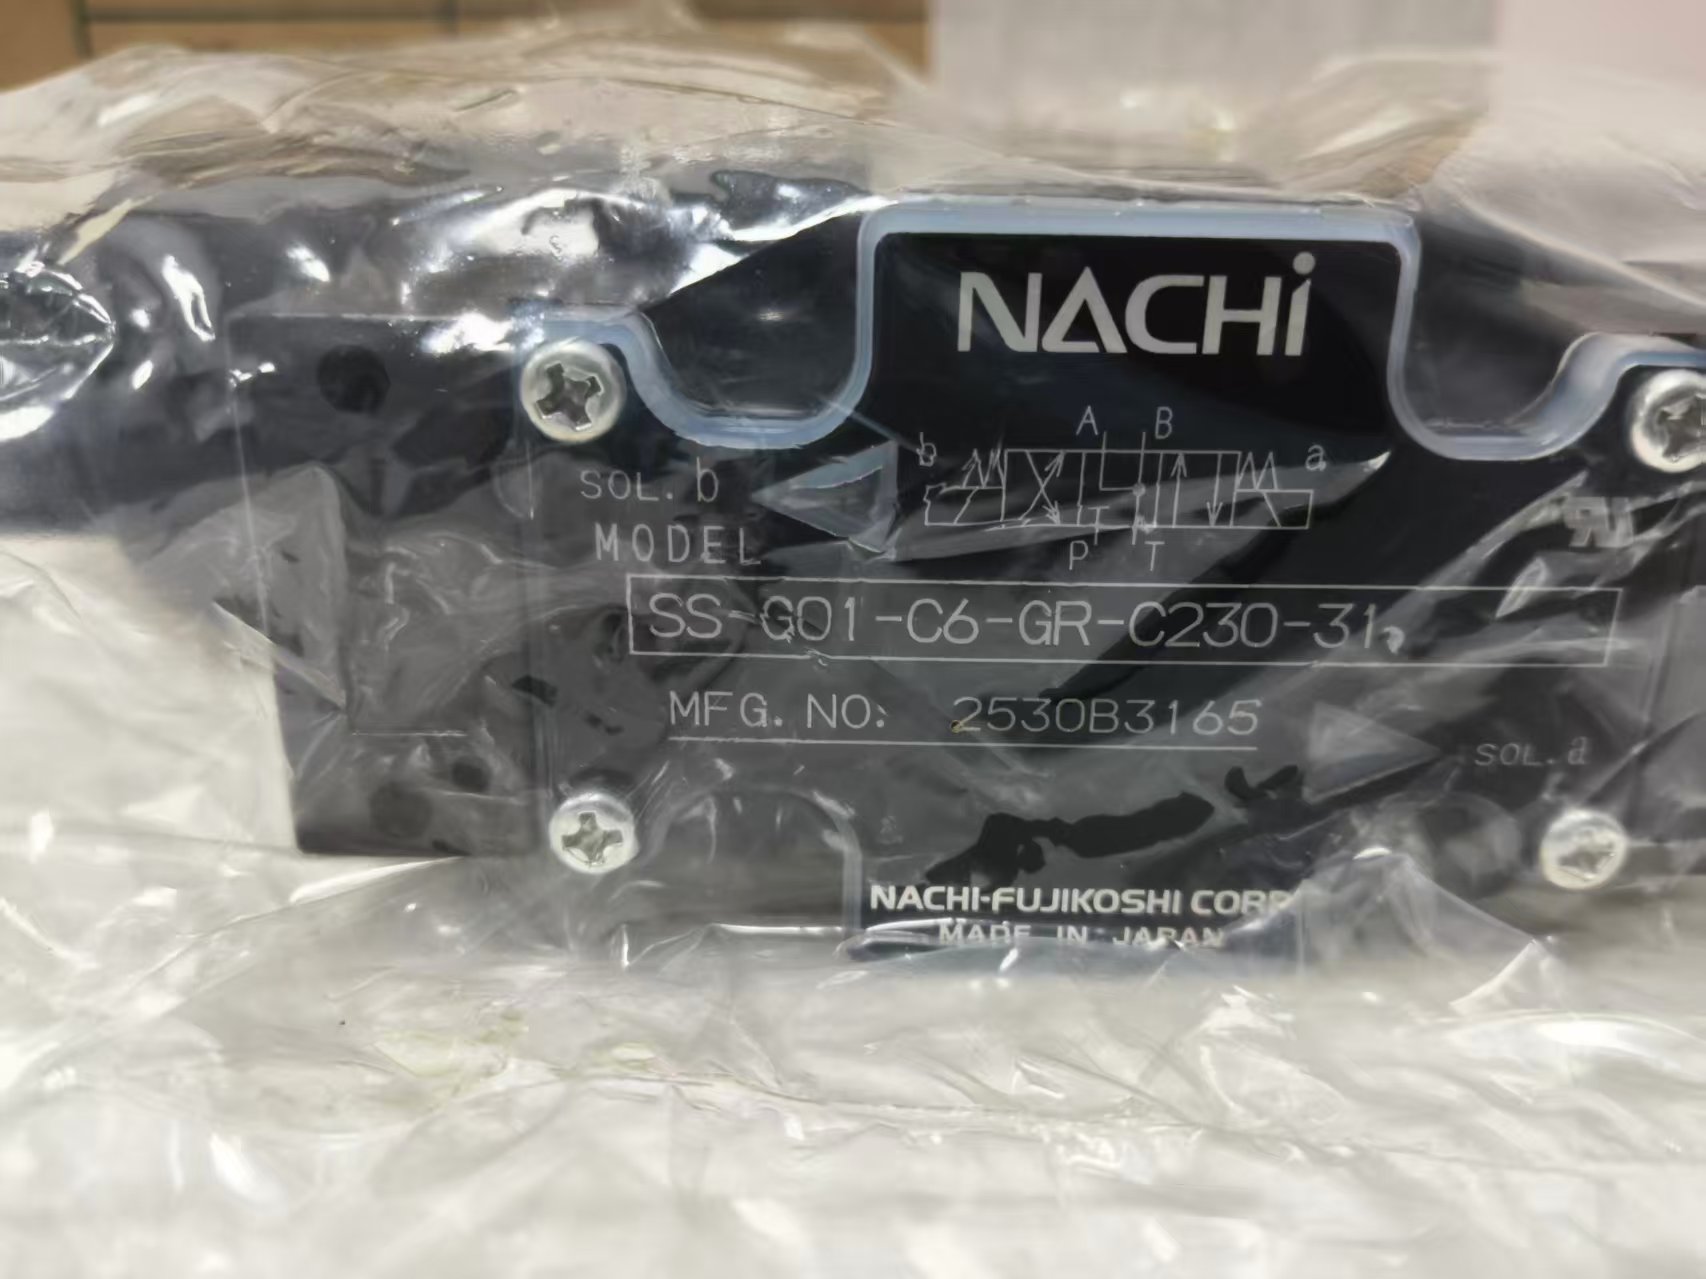 NACHi
A B
b a
SOL. b
MODEL
P T
SS-G01-C6-GR-C230-31
MFG. NO: 2530B3165
SOL. a
NACHI-FUJIKOSHI CORP
MADE IN JAPAN